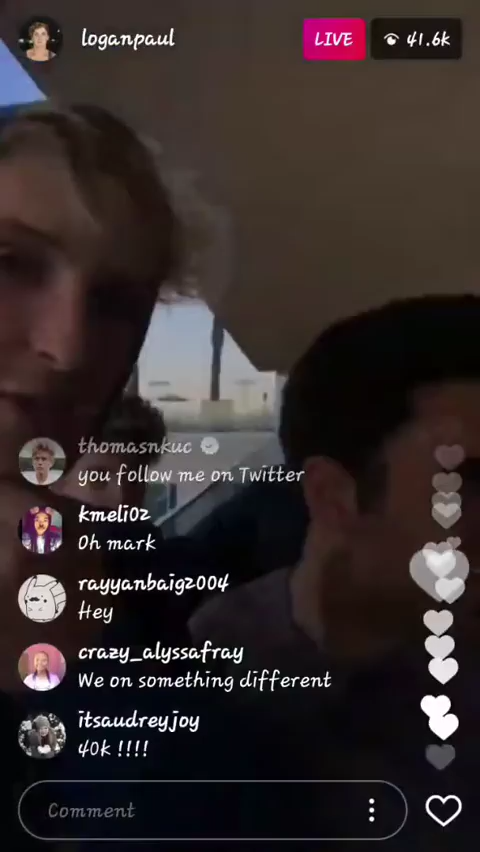 loganpaul
LIVE
41.6k
thomasnkuc
you follow me on Twitter
kmeli0z
Oh mark
rayyanbaig2004
Hey
crazy_alyssafray
We on something different
itsaudreyjoy
40k !!!!
Comment